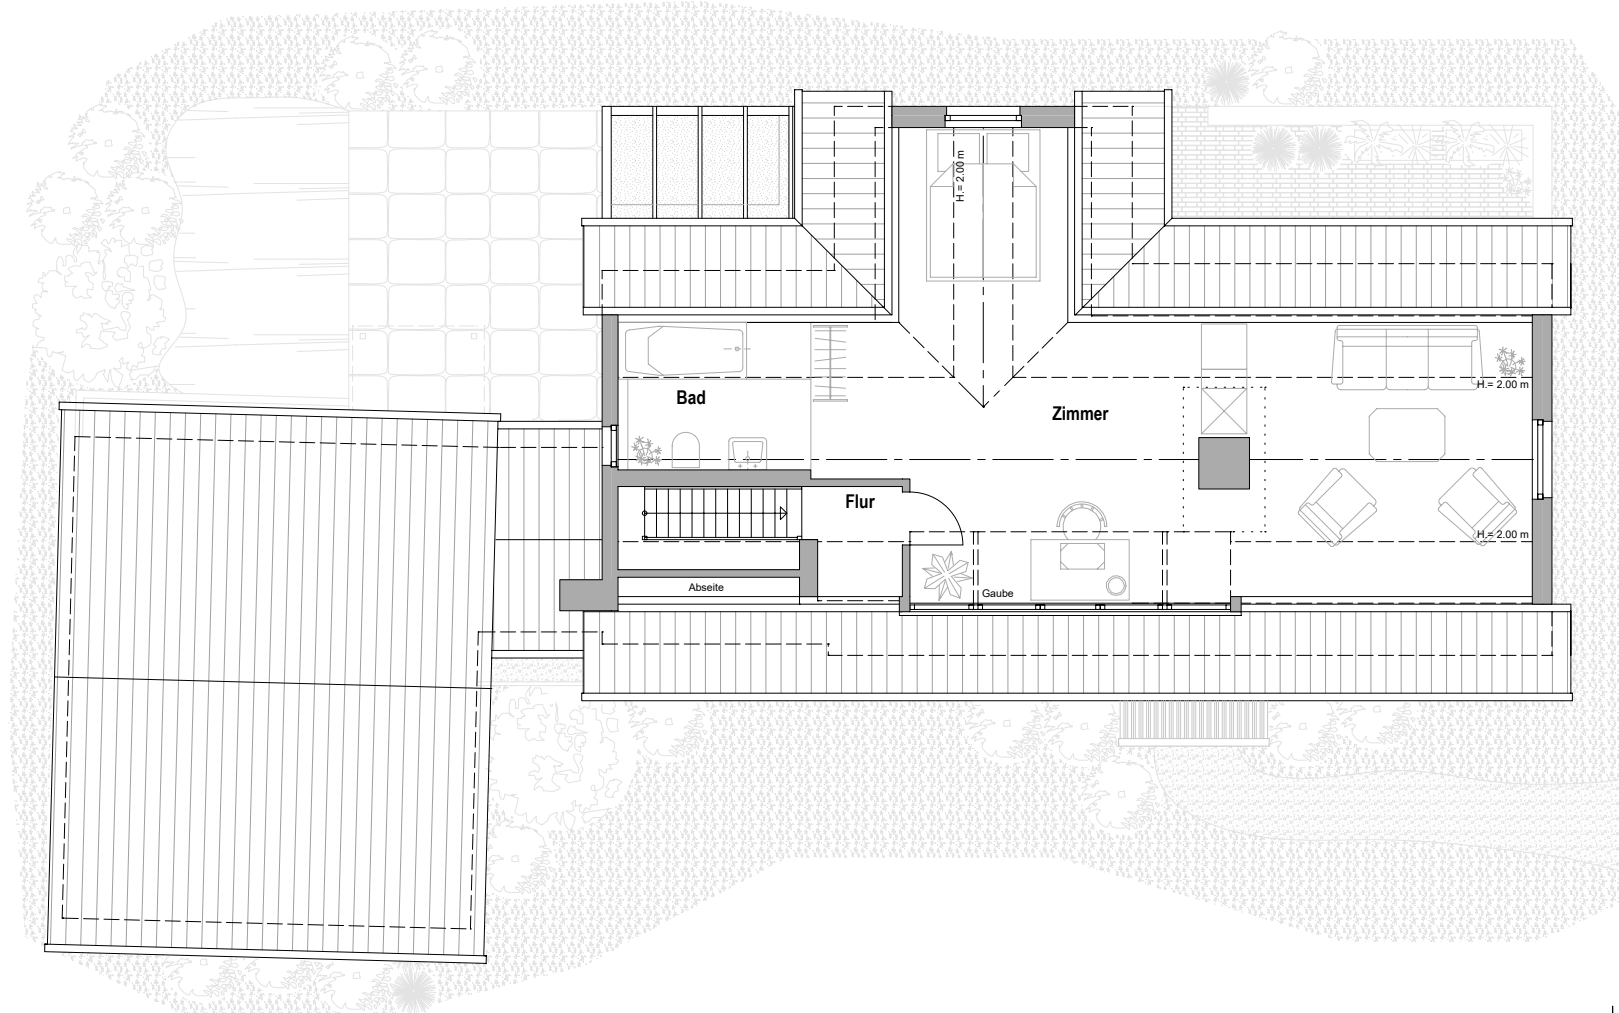 H.= 2.00 m
Bad
Zimmer
H.= 2.00 m
Flur
H.= 2.00 m
Abseite
Gaube